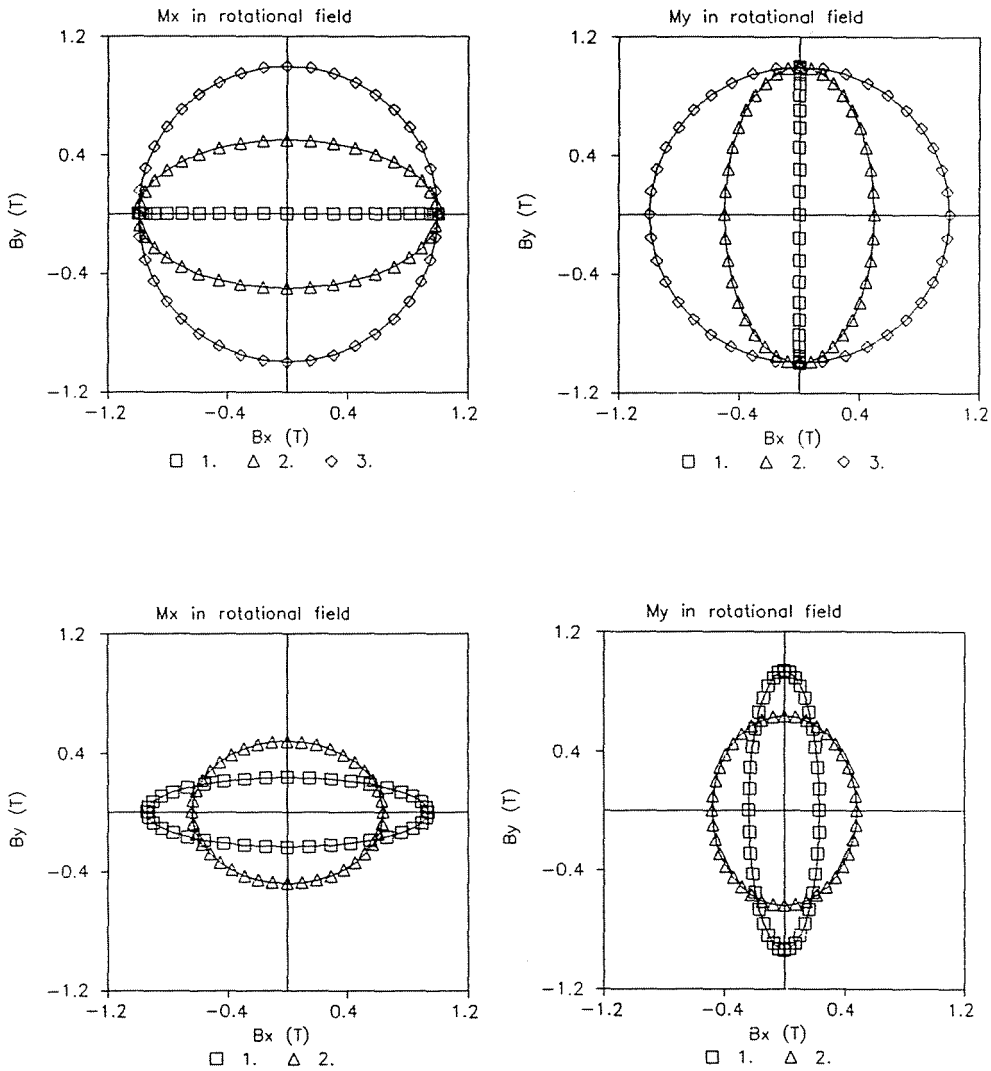 Mx in rotational field
1.2
0.4
−0.4
−1.2
By (T)
−1.2 −0.4 0.4 1.2
Bx (T)
□ 1. △ 2. ◇ 3.
My in rotational field
1.2
0.4
−0.4
−1.2
By (T)
−1.2 −0.4 0.4 1.2
Bx (T)
□ 1. △ 2. ◇ 3.
Mx in rotational field
1.2
0.4
−0.4
−1.2
By (T)
−1.2 −0.4 0.4 1.2
Bx (T)
□ 1. △ 2.
My in rotational field
1.2
0.4
−0.4
−1.2
By (T)
−1.2 −0.4 0.4 1.2
Bx (T)
□ 1. △ 2.